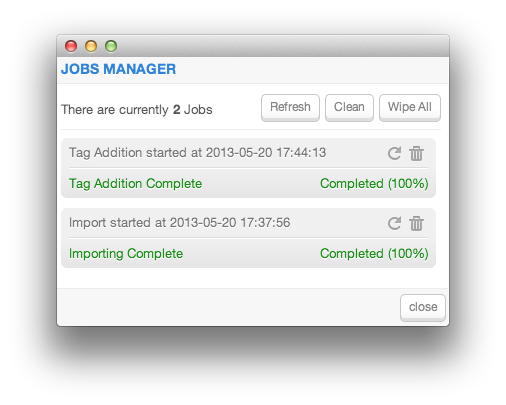 JOBS MANAGER
There are currently 2 Jobs Refresh Clean Wipe All
Tag Addition started at 2013-05-20 17:44:13
Tag Addition Complete Completed (100%)
Import started at 2013-05-20 17:37:56
Importing Complete Completed (100%)
close